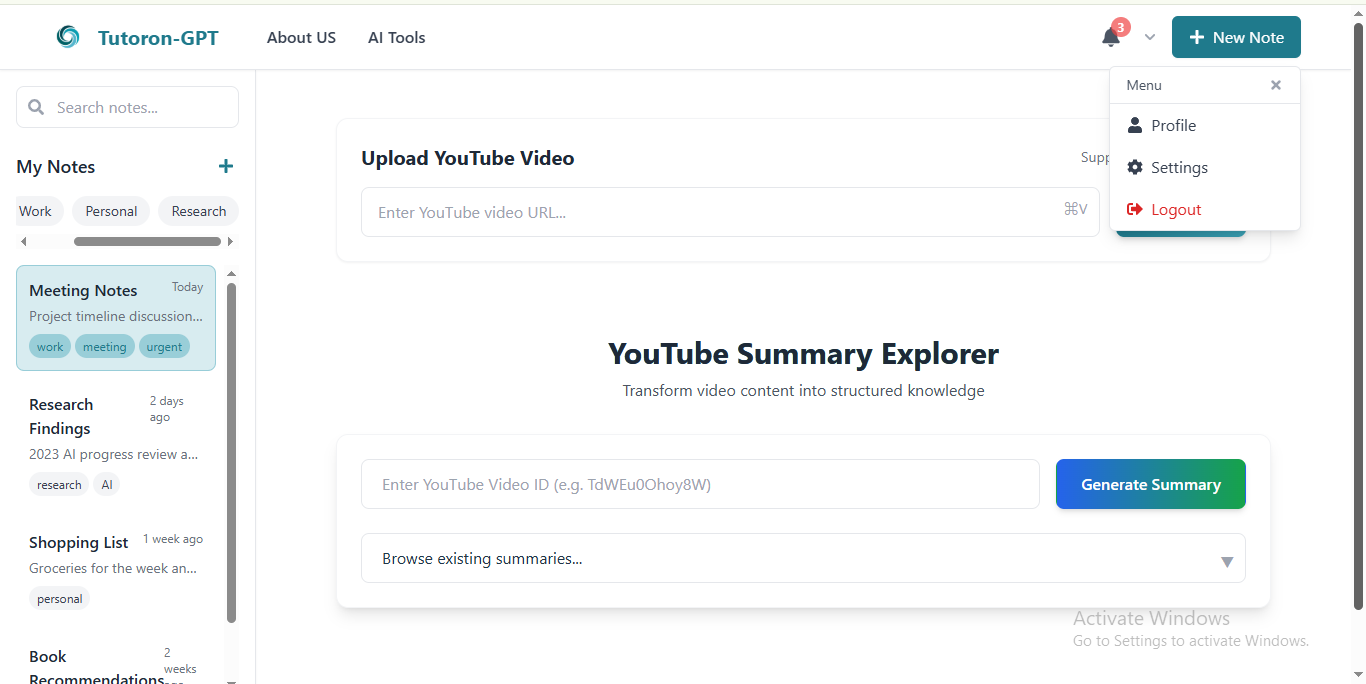 Tutoron-GPT
About US
AI Tools
3
New Note
Menu
Profile
Settings
Logout
Search notes...
My Notes
Work
Personal
Research
Meeting Notes
Today
Project timeline discussion...
work
meeting
urgent
Research
Findings
2 days
ago
2023 AI progress review a...
research
AI
Shopping List
1 week ago
Groceries for the week an...
personal
Book
Recommendations
2
weeks
Upload YouTube Video
Supp
Enter YouTube video URL...
⌘V
YouTube Summary Explorer
Transform video content into structured knowledge
Enter YouTube Video ID (e.g. TdWEu0Ohoy8W)
Generate Summary
Browse existing summaries...
Activate Windows
Go to Settings to activate Windows.